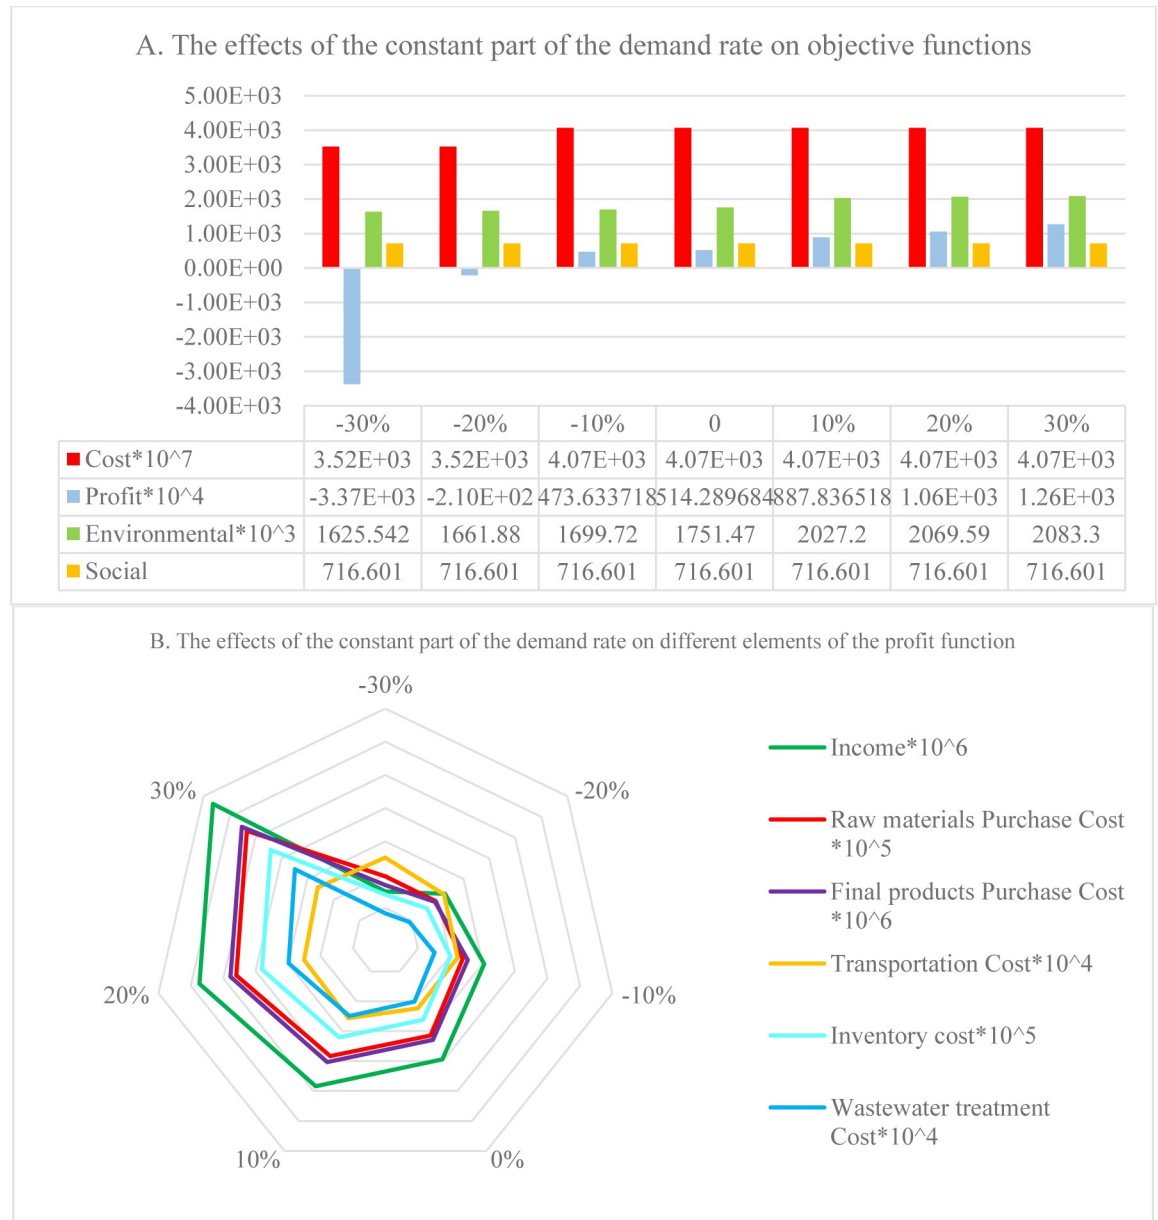 A. The effects of the constant part of the demand rate on objective functions
5.00E+03
4.00E+03
3.00E+03
2.00E+03
1.00E+03
0.00E+00
-1.00E+03
-2.00E+03
-3.00E+03
-4.00E+03
-30% -20% -10% 0 10% 20% 30%
Cost*10^7 3.52E+03 3.52E+03 4.07E+03 4.07E+03 4.07E+03 4.07E+03 4.07E+03
Profit*10^4 -3.37E+03 -2.10E+02 473.633718 514.289684 887.836518 1.06E+03 1.26E+03
Environmental*10^3 1625.542 1661.88 1699.72 1751.47 2027.2 2069.59 2083.3
Social 716.601 716.601 716.601 716.601 716.601 716.601 716.601
B. The effects of the constant part of the demand rate on different elements of the profit function
-30%
-20%
-10%
0%
10%
20%
30%
Income*10^6
Raw materials Purchase Cost
*10^5
Final products Purchase Cost
*10^6
Transportation Cost*10^4
Inventory cost*10^5
Wastewater treatment
Cost*10^4